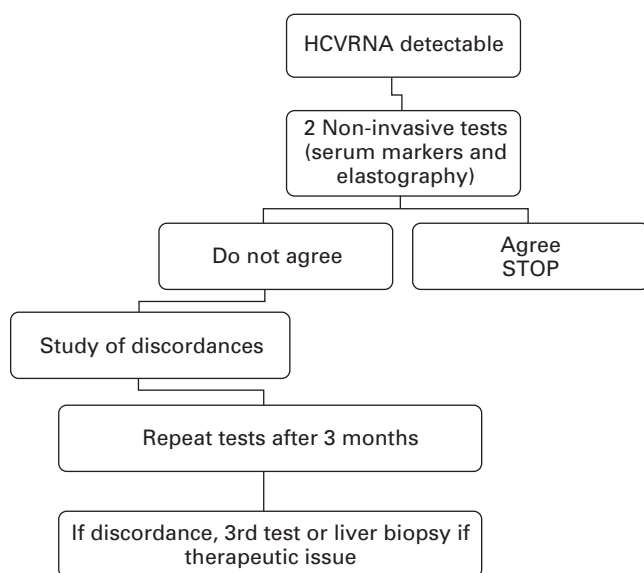 HCVRNA detectable
2 Non-invasive tests
(serum markers and
elastography)
Do not agree
Agree
STOP
Study of discordances
Repeat tests after 3 months
If discordance, 3rd test or liver biopsy if
therapeutic issue